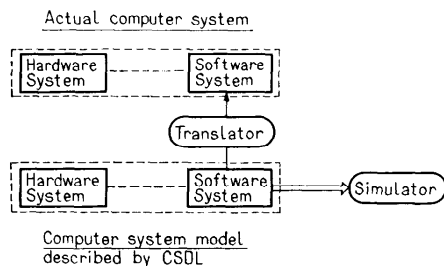 Actual computer system
Hardware System
Software System
Translator
Hardware System
Software System
Simulator
Computer system model
described by CSDL